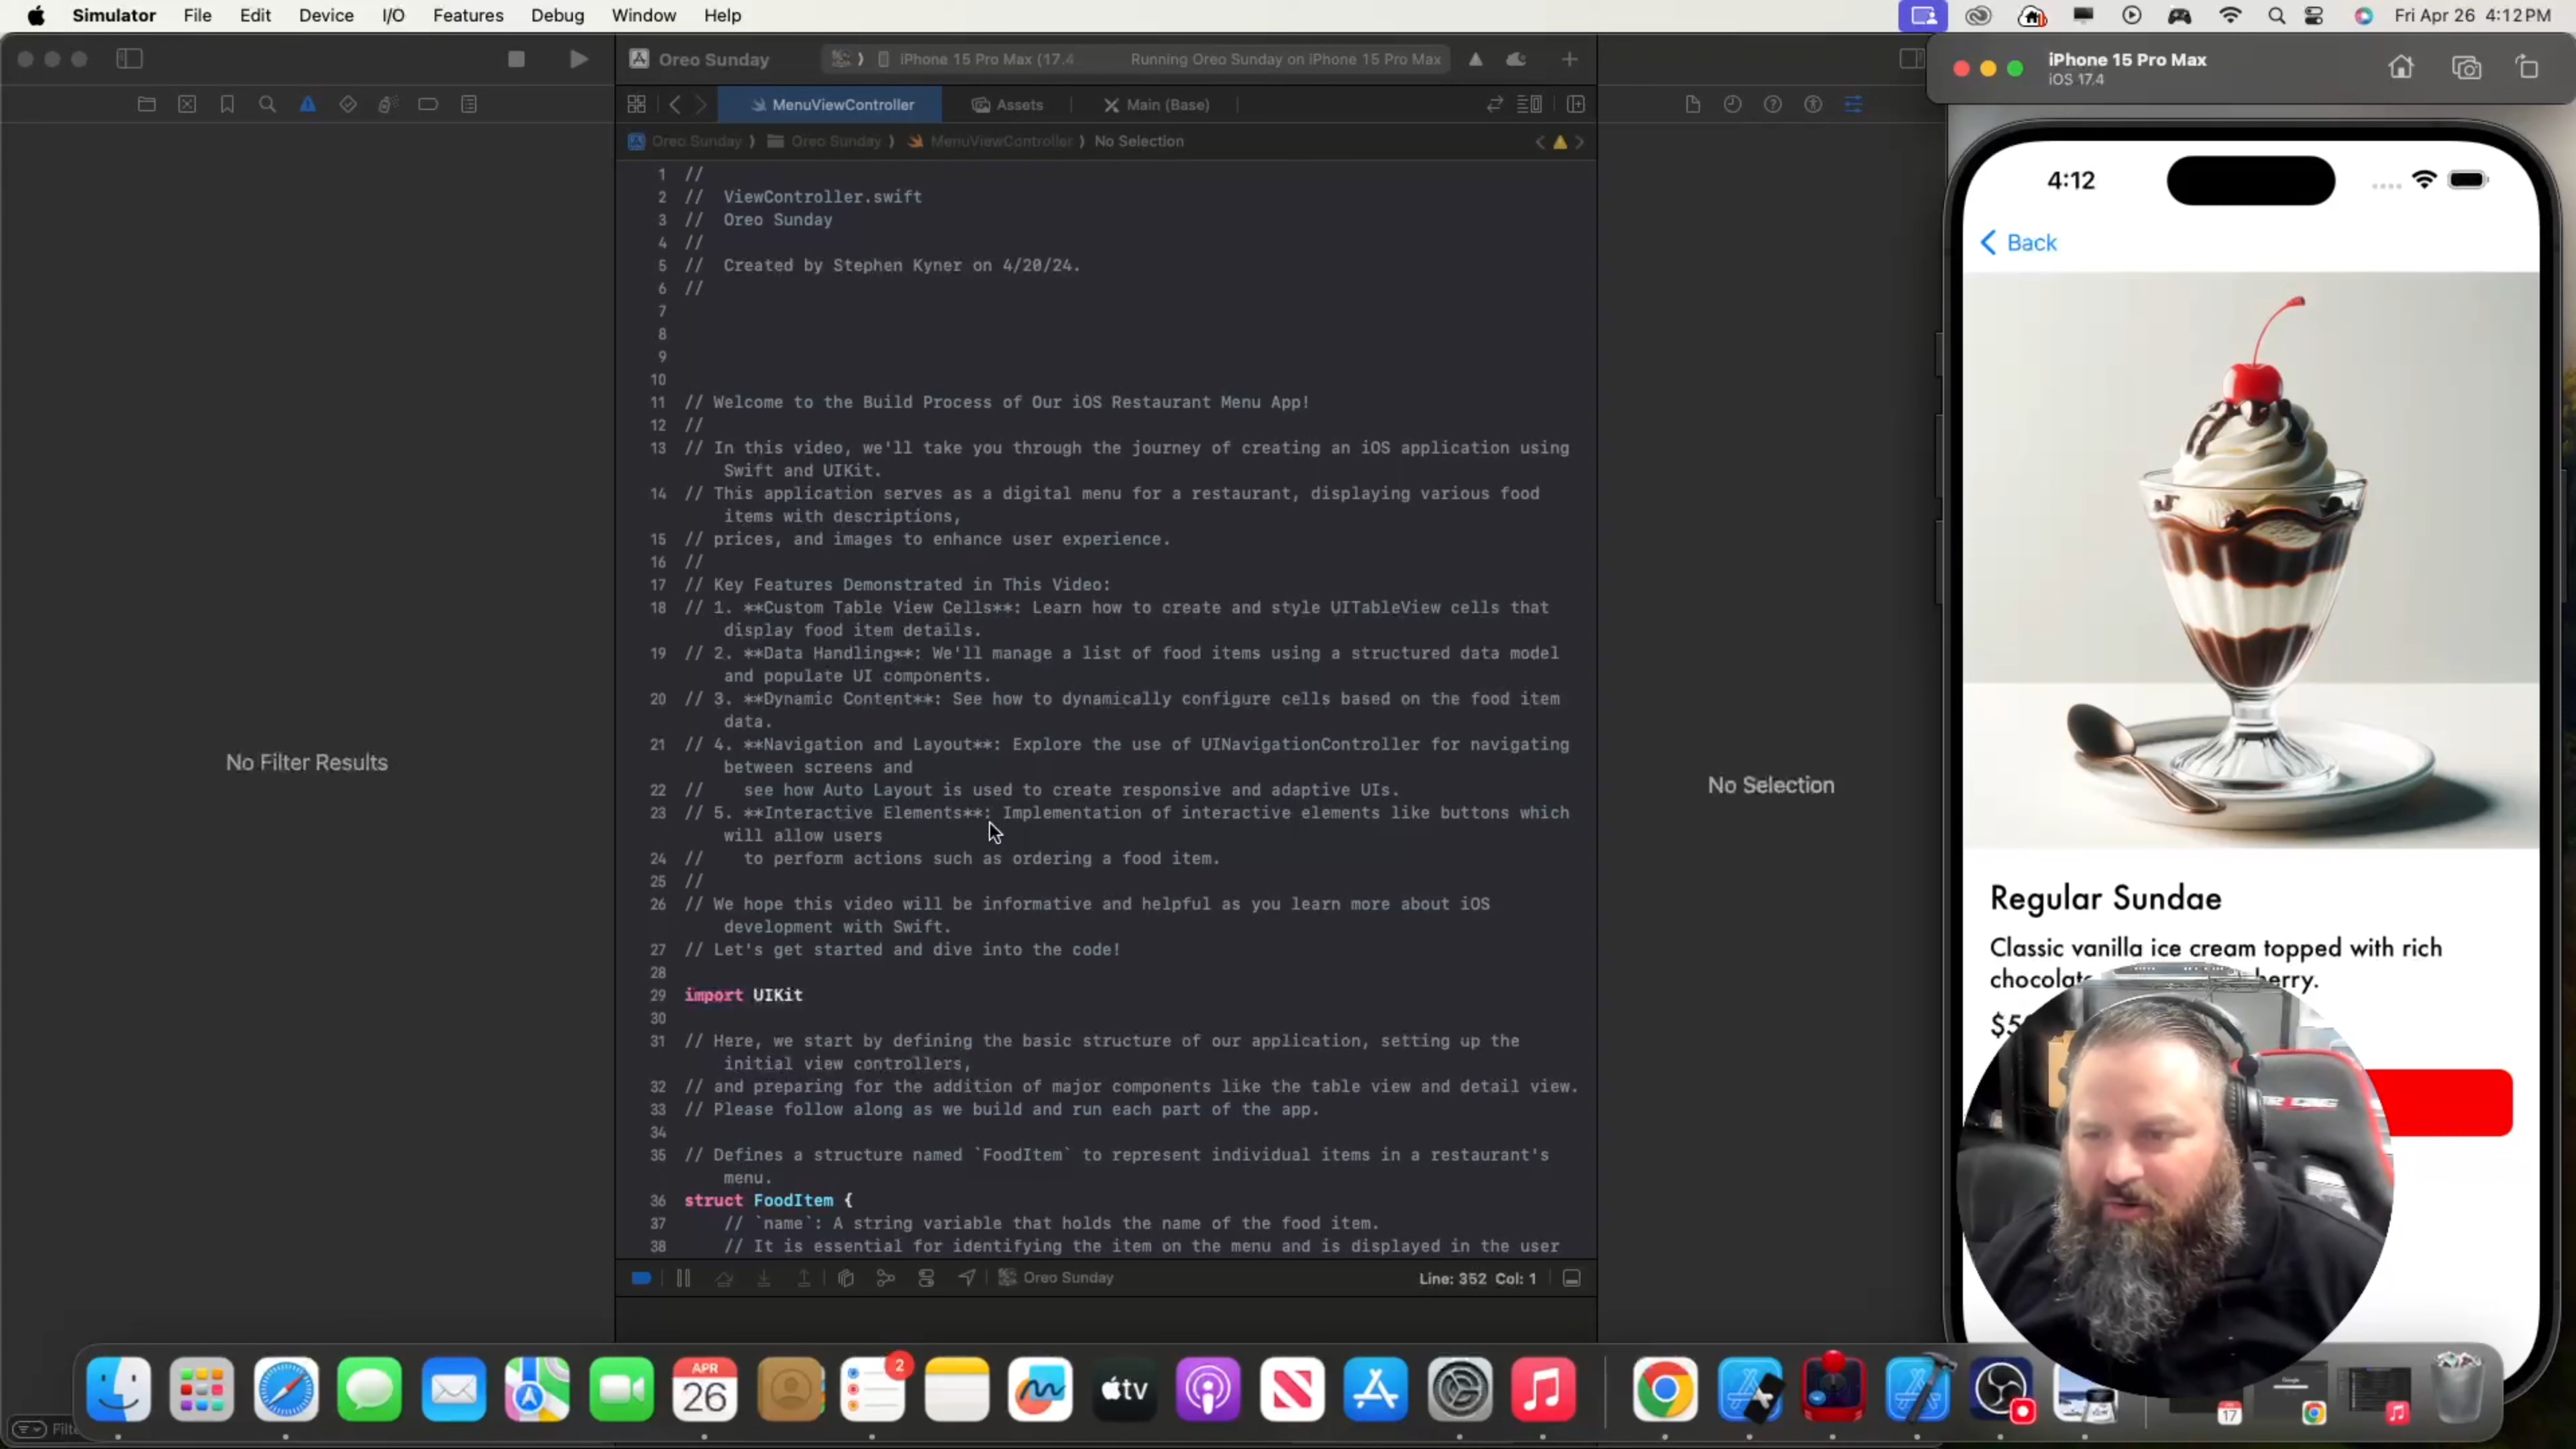 Simulator File Edit Device I/O Features Debug Window Help
Fri Apr 26 4:12 PM
Oreo Sunday
iPhone 15 Pro Max (17.4
Running Oreo Sunday on iPhone 15 Pro Max
MenuViewController
Assets
Main (Base)
Oreo Sunday
Oreo Sunday
MenuViewController
No Selection
1 //
2 // ViewController.swift
3 // Oreo Sunday
4 //
5 // Created by Stephen Kyner on 4/20/24.
6 //
7
8
9
10
11 // Welcome to the Build Process of Our iOS Restaurant Menu App!
12 //
13 // In this video, we'll take you through the journey of creating an iOS application using
Swift and UIKit.
14 // This application serves as a digital menu for a restaurant, displaying various food
items with descriptions,
15 // prices, and images to enhance user experience.
16 //
17 // Key Features Demonstrated in This Video:
18 // 1. **Custom Table View Cells**: Learn how to create and style UITableView cells that
display food item details.
19 // 2. **Data Handling**: We'll manage a list of food items using a structured data model
and populate UI components.
20 // 3. **Dynamic Content**: See how to dynamically configure cells based on the food item
data.
21 // 4. **Navigation and Layout**: Explore the use of UINavigationController for navigating
between screens and
22 // see how Auto Layout is used to create responsive and adaptive UIs.
23 // 5. **Interactive Elements**: Implementation of interactive elements like buttons which
will allow users
24 // to perform actions such as ordering a food item.
25 //
26 // We hope this video will be informative and helpful as you learn more about iOS
development with Swift.
27 // Let's get started and dive into the code!
28
29 import UIKit
30
31 // Here, we start by defining the basic structure of our application, setting up the
initial view controllers,
32 // and preparing for the addition of major components like the table view and detail view.
33 // Please follow along as we build and run each part of the app.
34
35 // Defines a structure named `FoodItem` to represent individual items in a restaurant's
menu.
36 struct FoodItem {
37 // `name`: A string variable that holds the name of the food item.
38 // It is essential for identifying the item on the menu and is displayed in the user
Oreo Sunday
Line: 352 Col: 1
No Filter Results
No Selection
iPhone 15 Pro Max
iOS 17.4
4:12
Back
Regular Sundae
Classic vanilla ice cream topped with rich
APR
26
2
tv
17